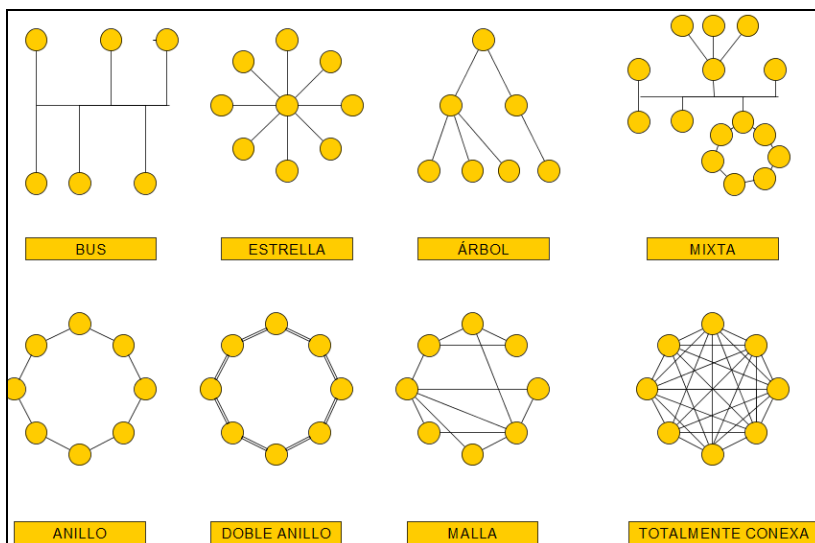 BUS
ESTRELLA
ÁRBOL
MIXTA
ANILLO
DOBLE ANILLO
MALLA
TOTALMENTE CONEXA